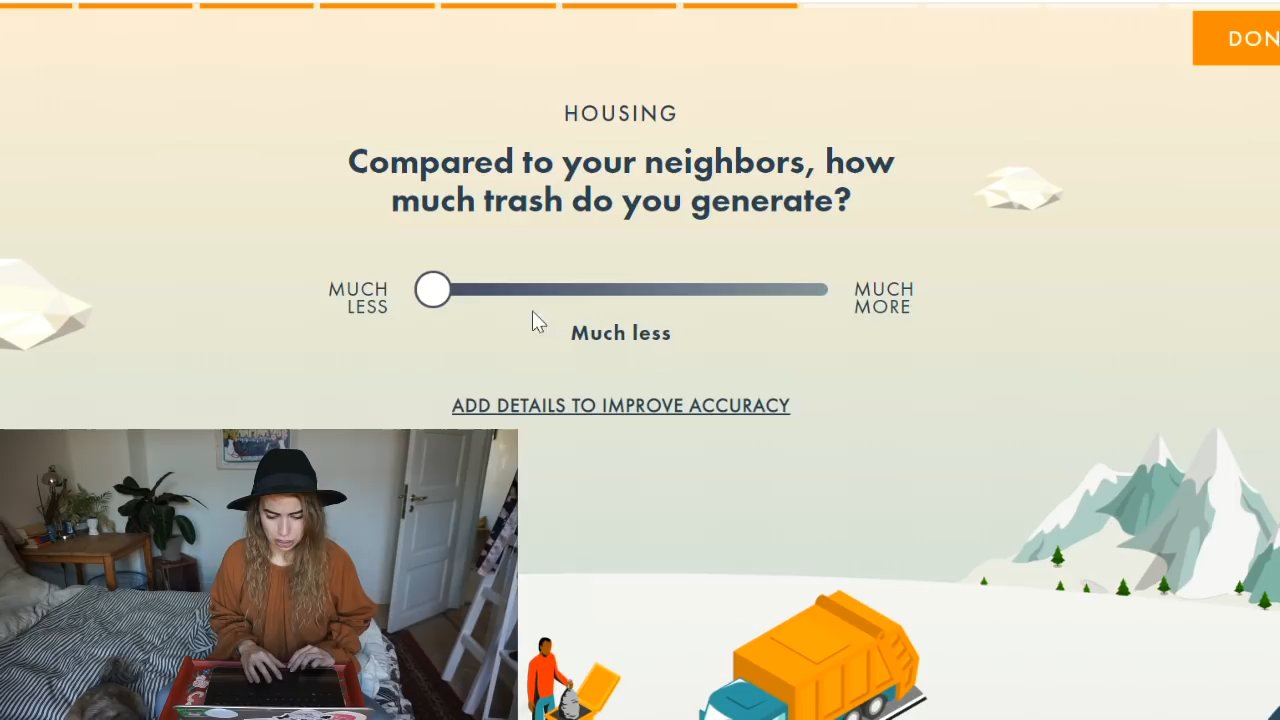 DON
HOUSING
Compared to your neighbors, how
much trash do you generate?
MUCH
LESS
MUCH
MORE
Much less
ADD DETAILS TO IMPROVE ACCURACY